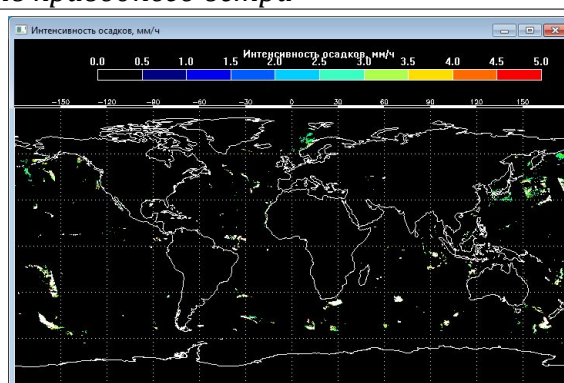 Интенсивность осадков, мм/ч
Интенсивность осадков, мм/ч
0.0 0.5 1.0 1.5 2.0 2.5 3.0 3.5 4.0 4.5 5.0
-150 -120 -90 -60 -30 0 30 60 90 120 150